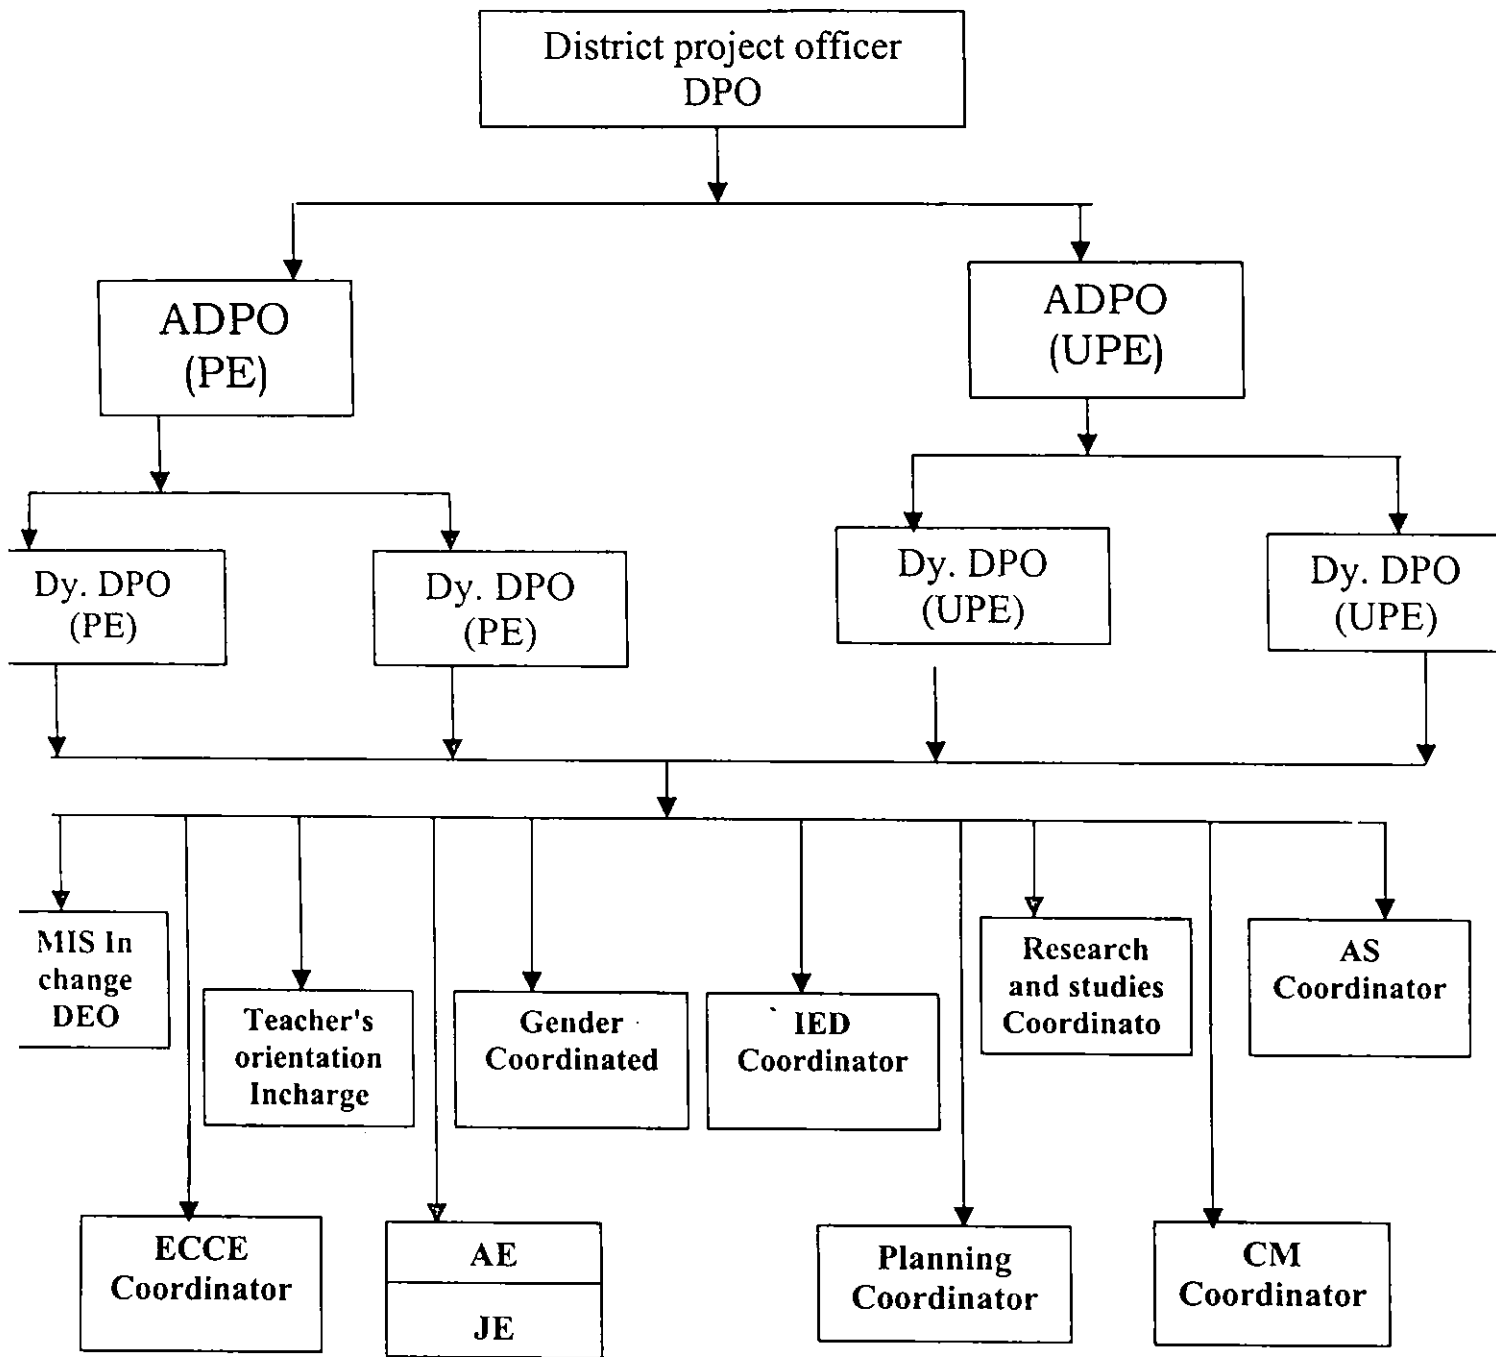 District project officer
DPO
ADPO
(PE)
ADPO
(UPE)
Dy. DPO
(PE)
Dy. DPO
(PE)
Dy. DPO
(UPE)
Dy. DPO
(UPE)
MIS In
change
DEO
Teacher's
orientation
Incharge
Gender
Coordinated
IED
Coordinator
Research
and studies
Coordinato
AS
Coordinator
ECCE
Coordinator
AE
JE
Planning
Coordinator
CM
Coordinator